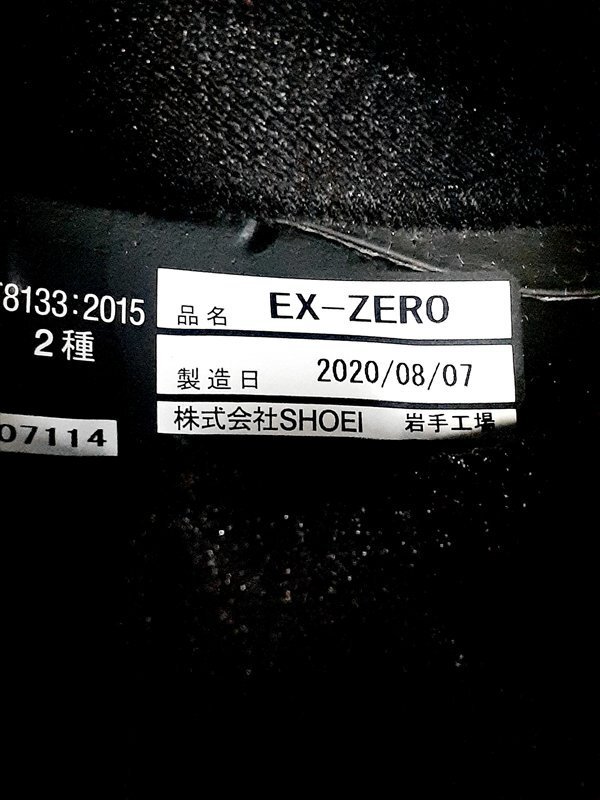 T8133:2015
2種
07114
品名 EX-ZERO
製造日 2020/08/07
株式会社SHOEI 岩手工場